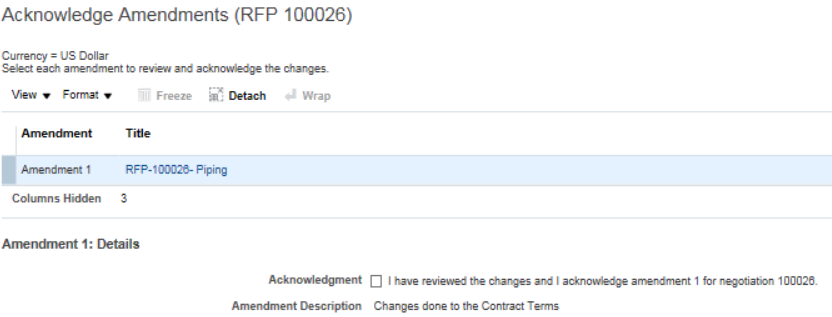 Acknowledge Amendments (RFP 100026)
Currency = US Dollar
Select each amendment to review and acknowledge the changes.
View Format Freeze Detach Wrap
Amendment Title
Amendment 1 RFP-100026- Piping
Columns Hidden 3
Amendment 1: Details
Acknowledgment I have reviewed the changes and I acknowledge amendment 1 for negotiation 100026.
Amendment Description Changes done to the Contract Terms